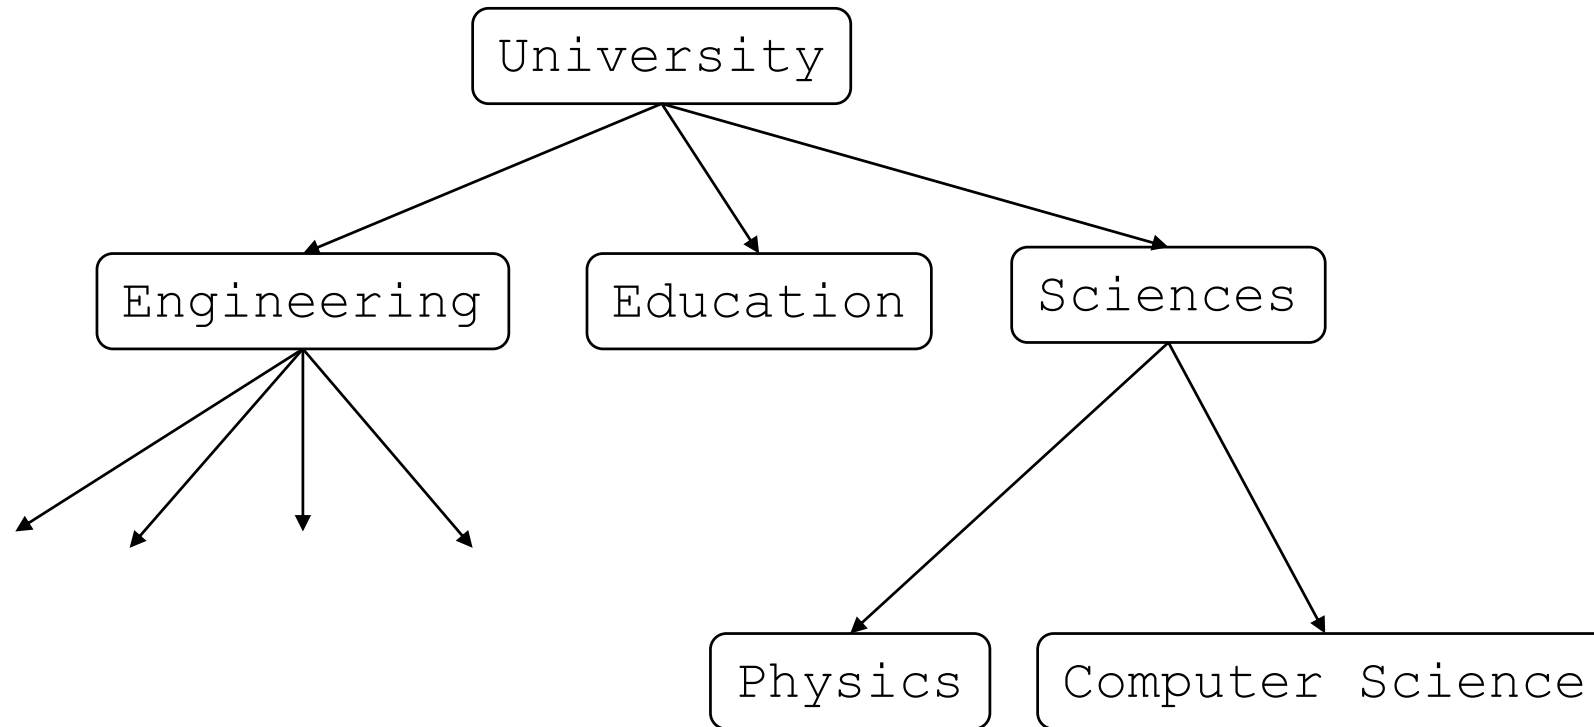 University
Engineering
Education
Sciences
Physics
Computer Science